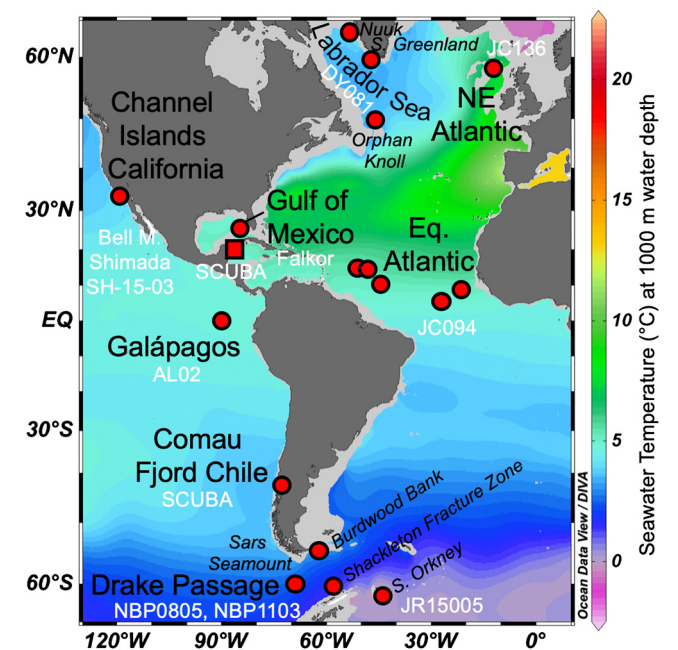 Nuuk
S. Greenland
JC136
60°N
Labrador Sea
DY081
NE
Atlantic
Channel
Islands
California
Orphan
Knoll
30°N
Gulf of
Mexico
Eq.
Atlantic
Bell M.
Shimada
SH-15-03
SCUBA
Falkor
EQ
JC094
Galápagos
AL02
30°S
Comau
Fjord Chile
SCUBA
Burdwood Bank
Shackleton Fracture Zone
Sars
Seamount
60°S
Drake Passage
S. Orkney
NBP0805, NBP1103
JR15005
120°W
90°W
60°W
30°W
0°
Ocean Data View / DIVA
20
15
10
5
0
Seawater Temperature (°C) at 1000 m water depth